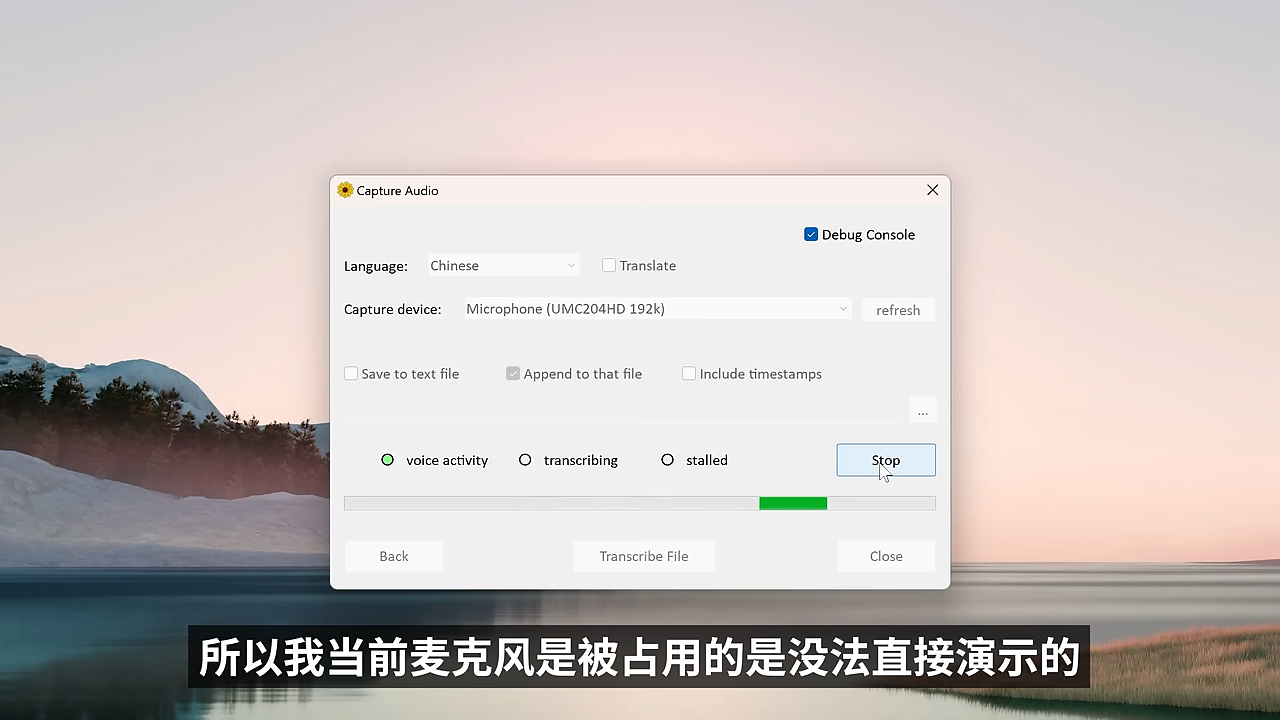 Capture Audio
Debug Console
Language: Chinese Translate
Capture device: Microphone (UMC204HD 192k) refresh
Save to text file Append to that file Include timestamps
...
voice activity transcribing stalled Stop
Back Transcribe File Close
所以我当前麦克风是被占用的是没法直接演示的